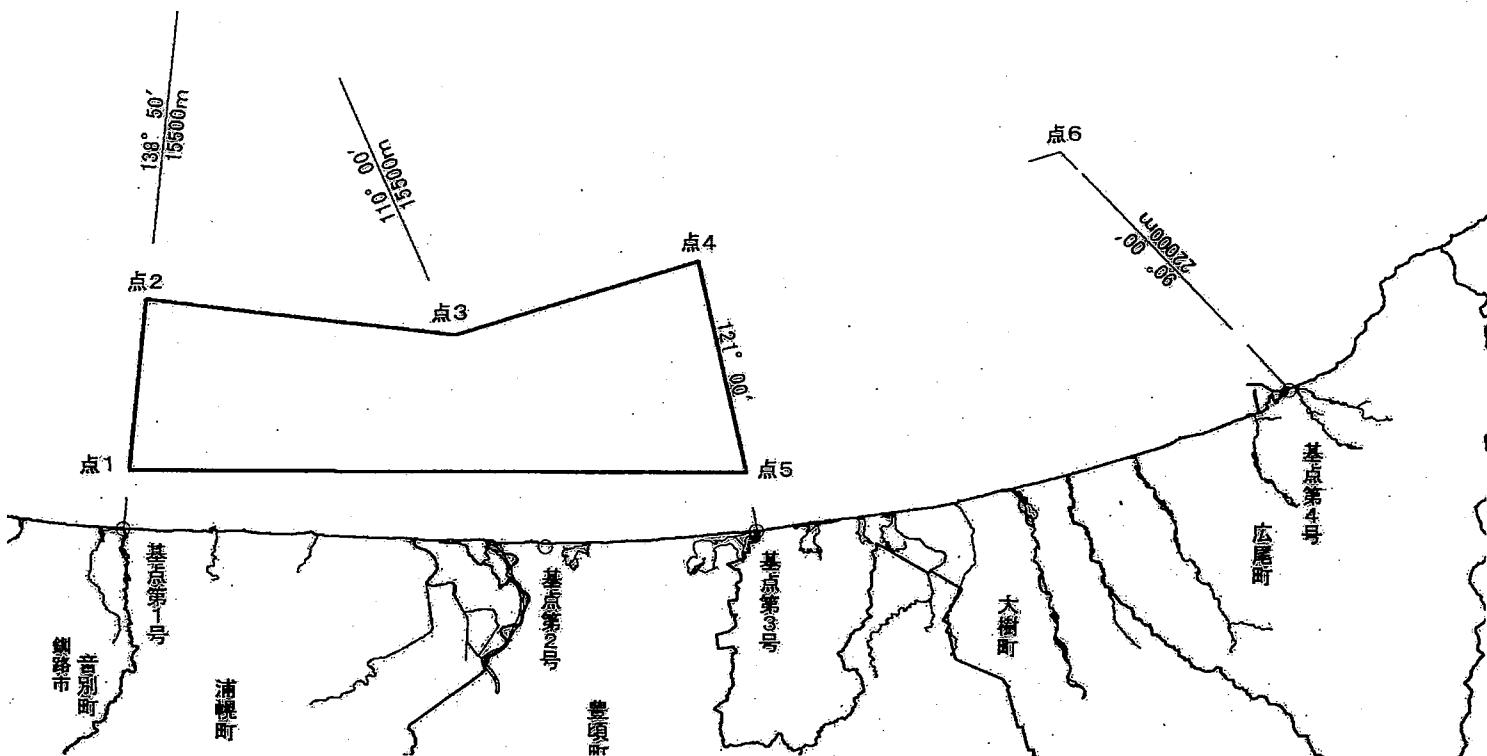 138° 50′
15500m
110° 00′
15500m
点6
90° 00′
22000m
点2
点3
点4
121° 00′
点1
点5
基点第1号
基点第2号
基点第3号
基点第4号
釧路市
音別町
浦幌町
豊頃町
大樹町
広尾町